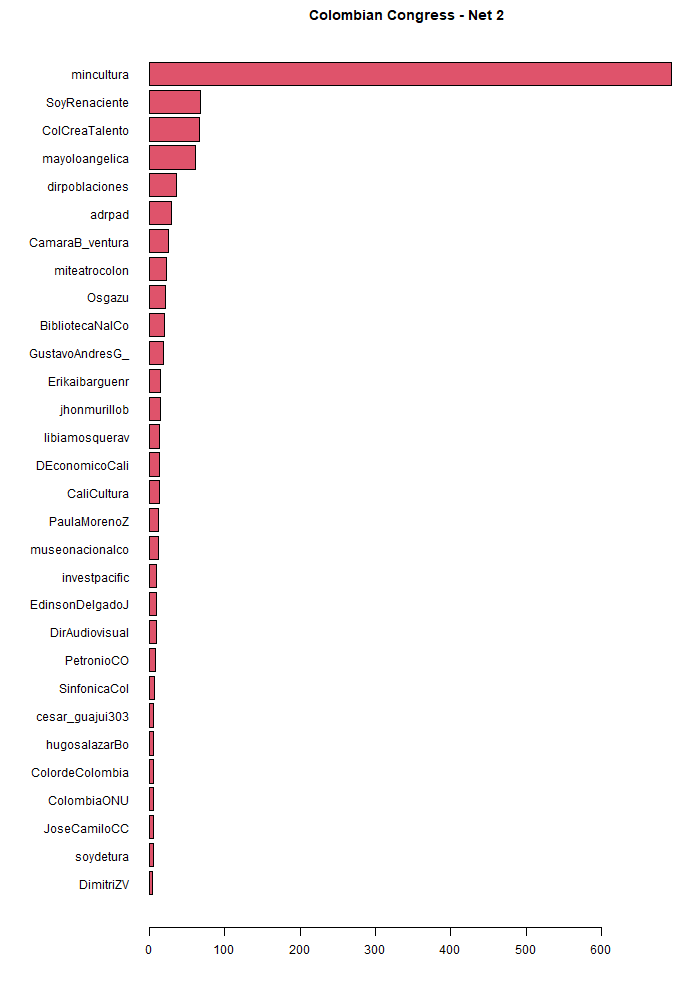 Colombian Congress - Net 2
mincultura
SoyRenaciente
ColCreaTalento
mayoloangelica
dirpoblaciones
adrpad
CamaraB_ventura
miteatrocolon
Osgazu
BibliotecaNalCo
GustavoAndresG_
Erikaibarguenr
jhonmurillob
libiamosquerav
DEconomicoCali
CaliCultura
PaulaMorenoZ
museonacionalco
investpacific
EdinsonDelgadoJ
DirAudiovisual
PetronioCO
SinfonicaCol
cesar_guajui303
hugosalazarBo
ColordeColombia
ColombiaONU
JoseCamiloCC
soydetura
DimitriZV
0 100 200 300 400 500 600